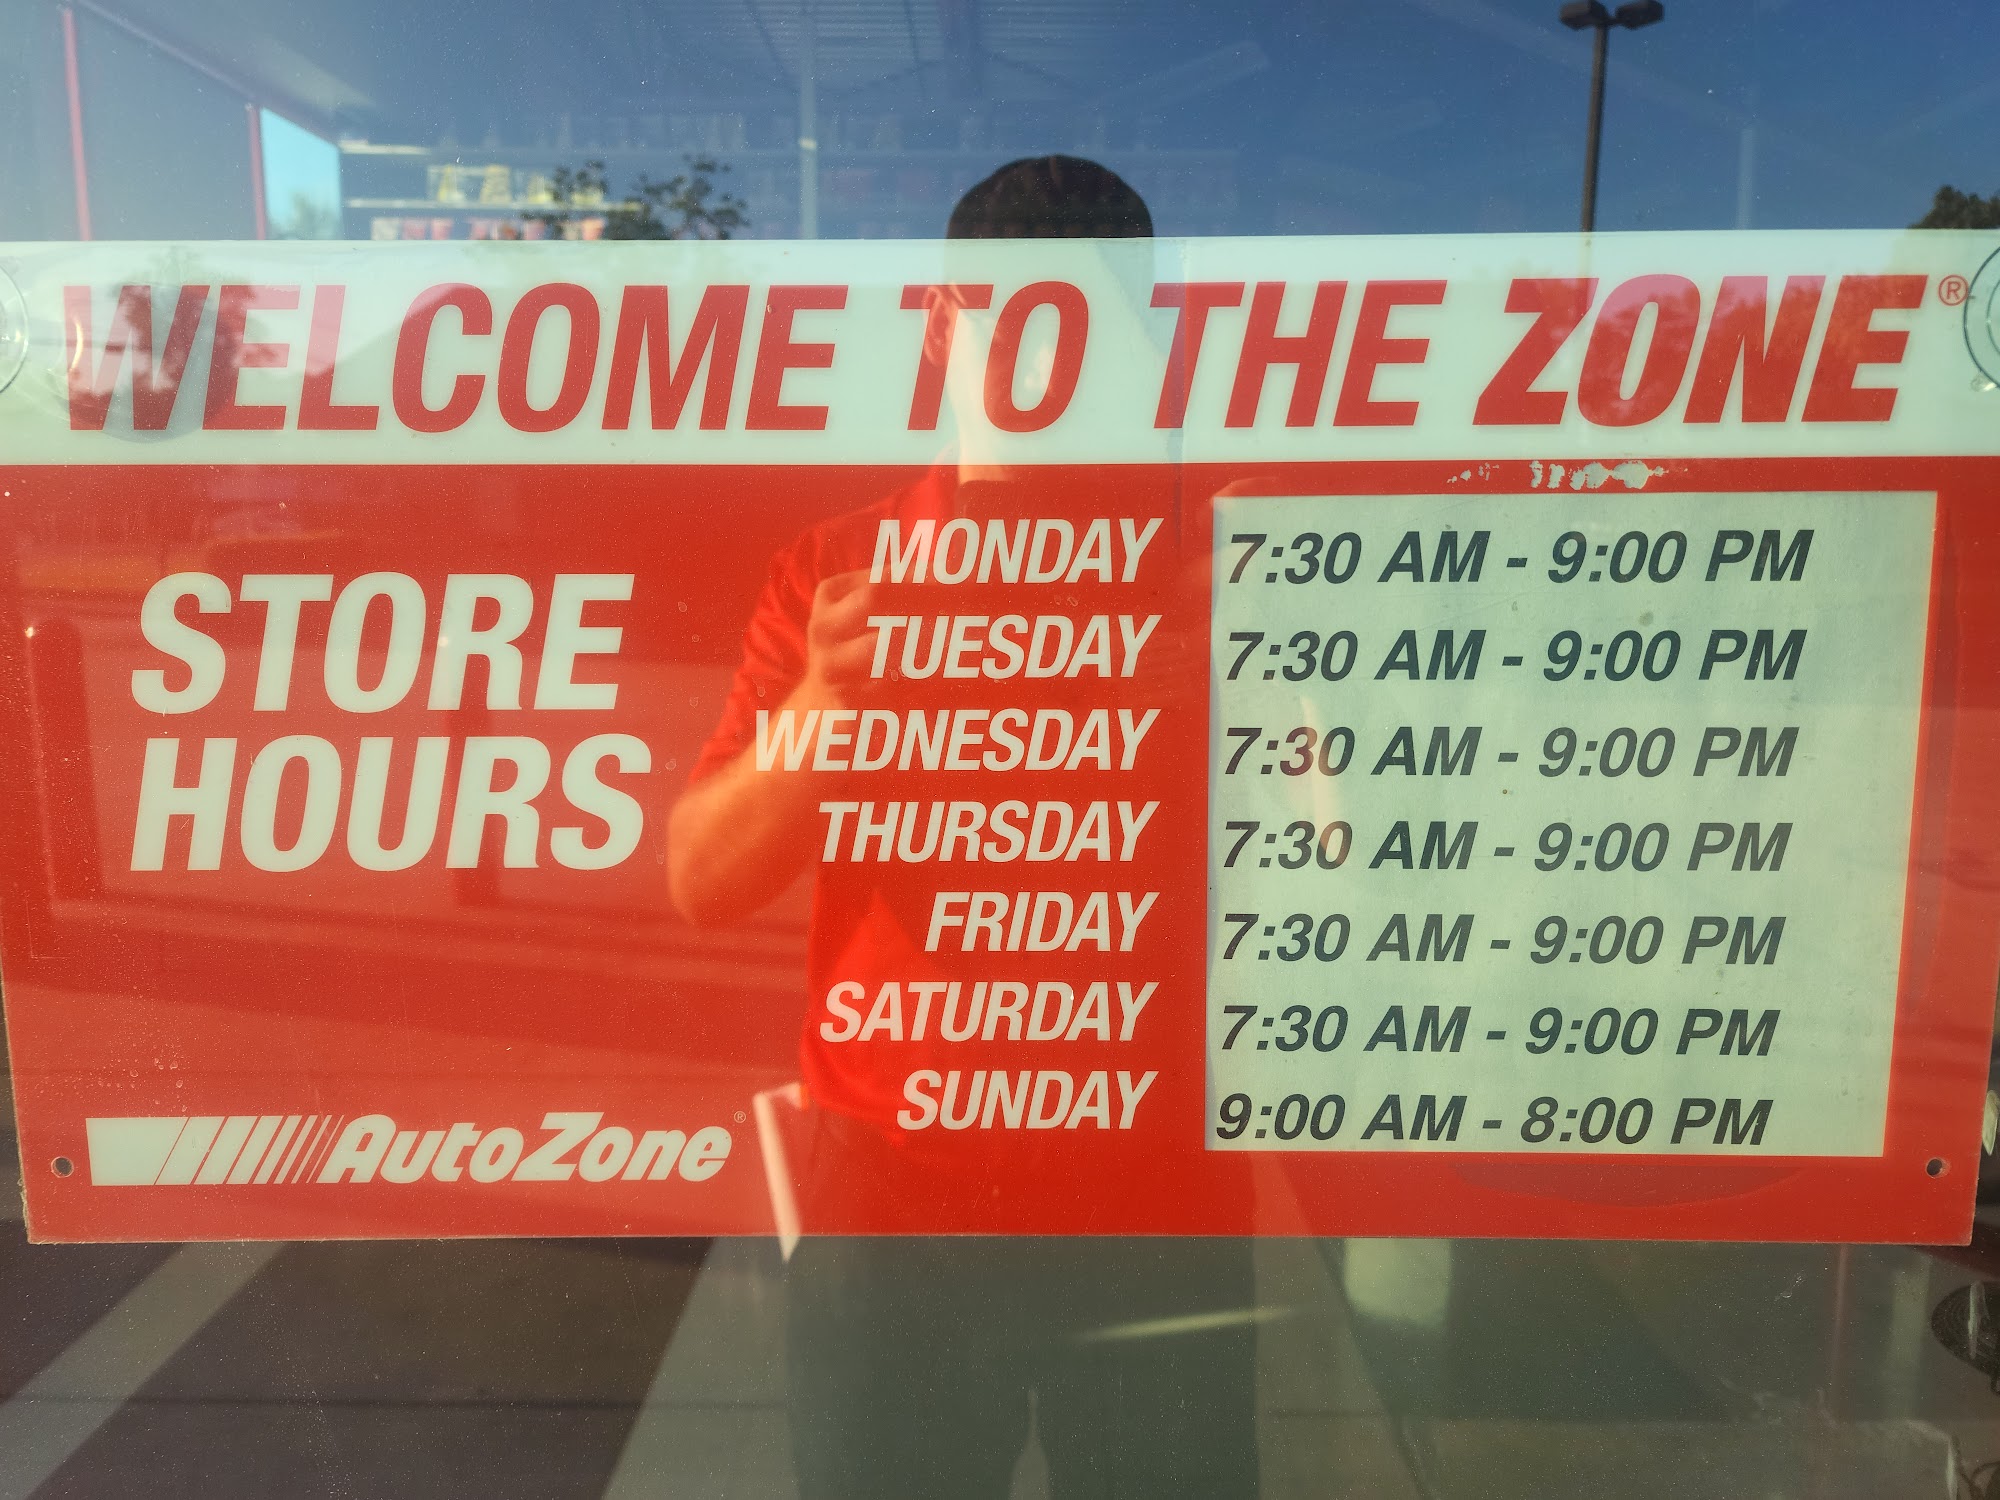 WELCOME TO THE ZONE®
STORE
HOURS
MONDAY 7:30 AM - 9:00 PM
TUESDAY 7:30 AM - 9:00 PM
WEDNESDAY 7:30 AM - 9:00 PM
THURSDAY 7:30 AM - 9:00 PM
FRIDAY 7:30 AM - 9:00 PM
SATURDAY 7:30 AM - 9:00 PM
SUNDAY 9:00 AM - 8:00 PM
AutoZone®